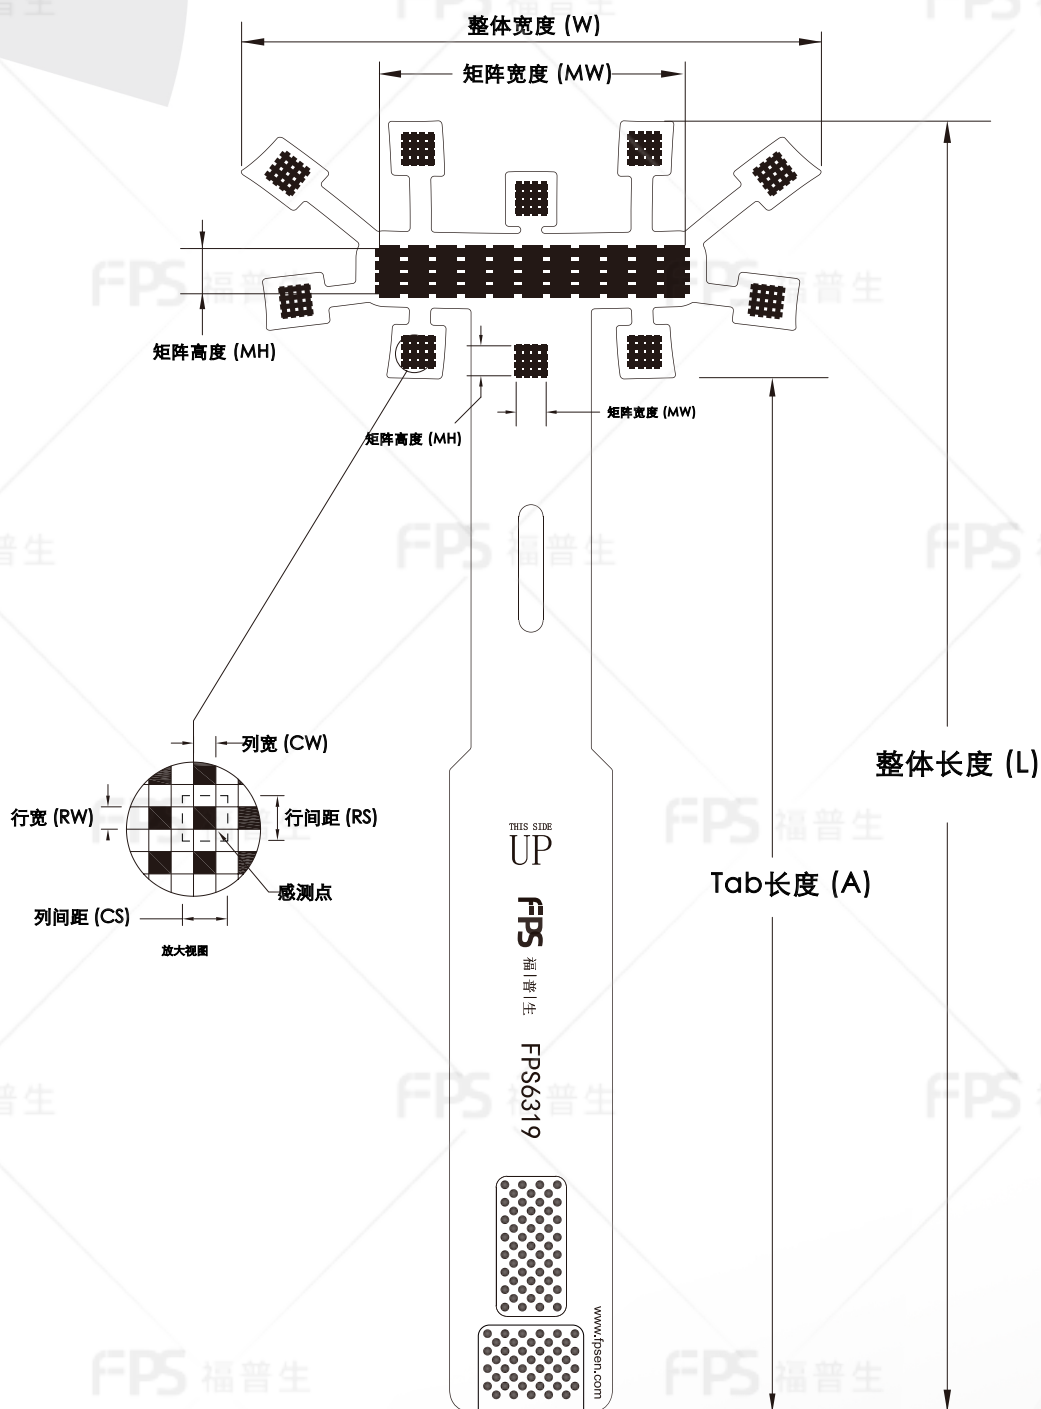 整体宽度 (W)
矩阵宽度 (MW)
矩阵高度 (MH)
矩阵宽度 (MW)
矩阵高度 (MH)
列宽 (CW)
整体长度 (L)
行宽 (RW)
行间距 (RS)
THIS SIDE
UP
Tab长度 (A)
感测点
列间距 (CS)
放大视图
FPS
福|普|生
FPS6319
www.fpsen.com
FPS 福普生